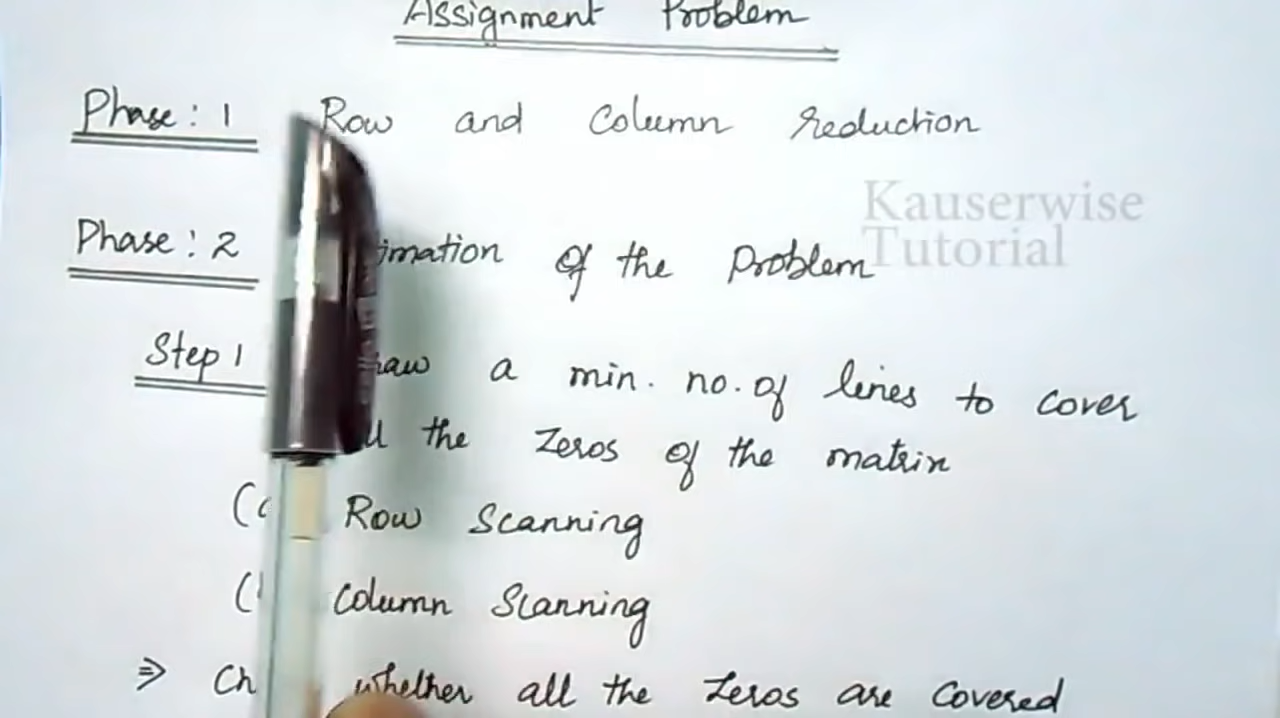 Assignment Problem
Phase: 1 Row and Column reduction
Kauserwise
Tutorial
Phase: 2 of the Problem
Step 1 a min. no. of lines to cover
the Zeros of the matrix
Row Scanning
Column Scanning
⇒ whether all the Zeros are Covered